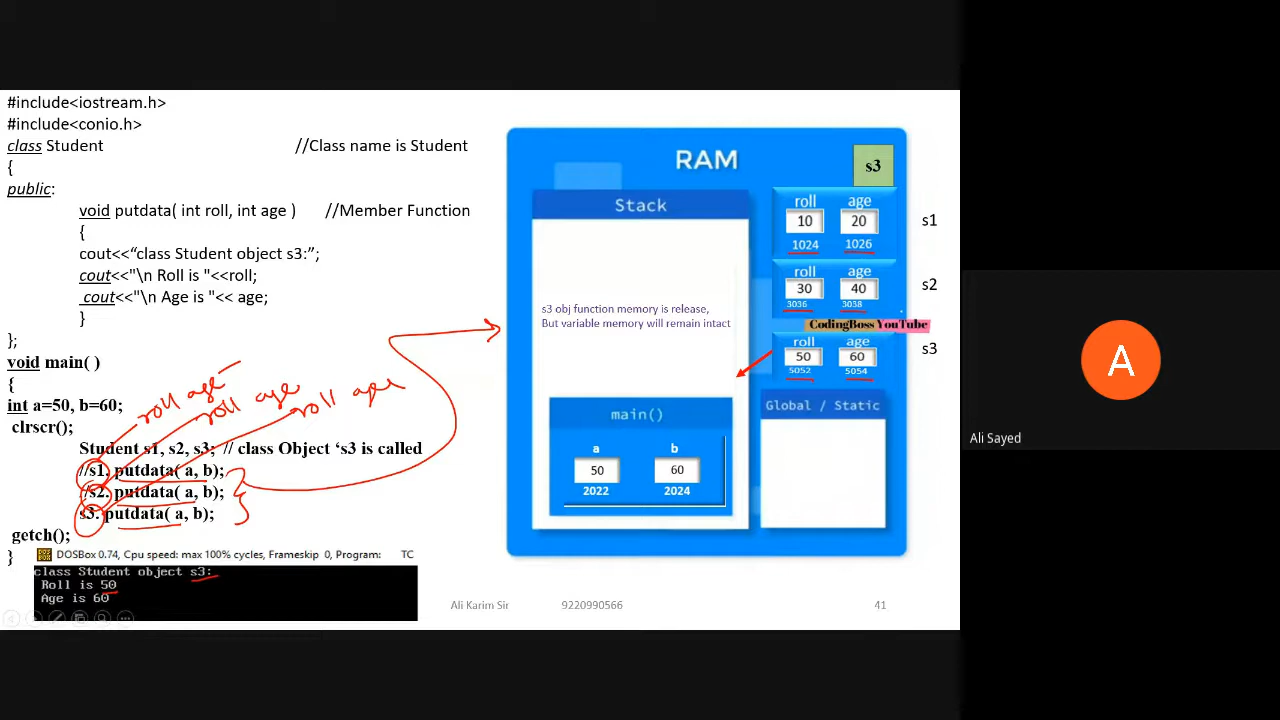 #include<iostream.h>
#include<conio.h>
class Student //Class name is Student
{
public:
void putdata( int roll, int age ) //Member Function
{
cout<<“class Student object s3:”;
cout<<"\n Roll is "<<roll;
cout<<"\n Age is "<< age;
}
};
void main( )
{
int a=50, b=60;
clrscr();
Student s1, s2, s3; // class Object ‘s3 is called
//s1. putdata( a, b);
//s2. putdata( a, b);
s3. putdata( a, b);
getch();
}
roll age
roll age
roll age
DOSBox 0.74, Cpu speed: max 100% cycles, Frameskip 0, Program: TC
class Student object s3:
Roll is 50
Age is 60
RAM
s3
Stack
s3 obj function memory is release,
But variable memory will remain intact
main()
a b
50 60
2022 2024
roll age
10 20 s1
1024 1026
roll age
30 40 s2
3036 3038
CodingBoss YouTube
roll age
50 60 s3
5052 5054
Global / Static
Ali Karim Sir 9220990566 41
A
Ali Sayed